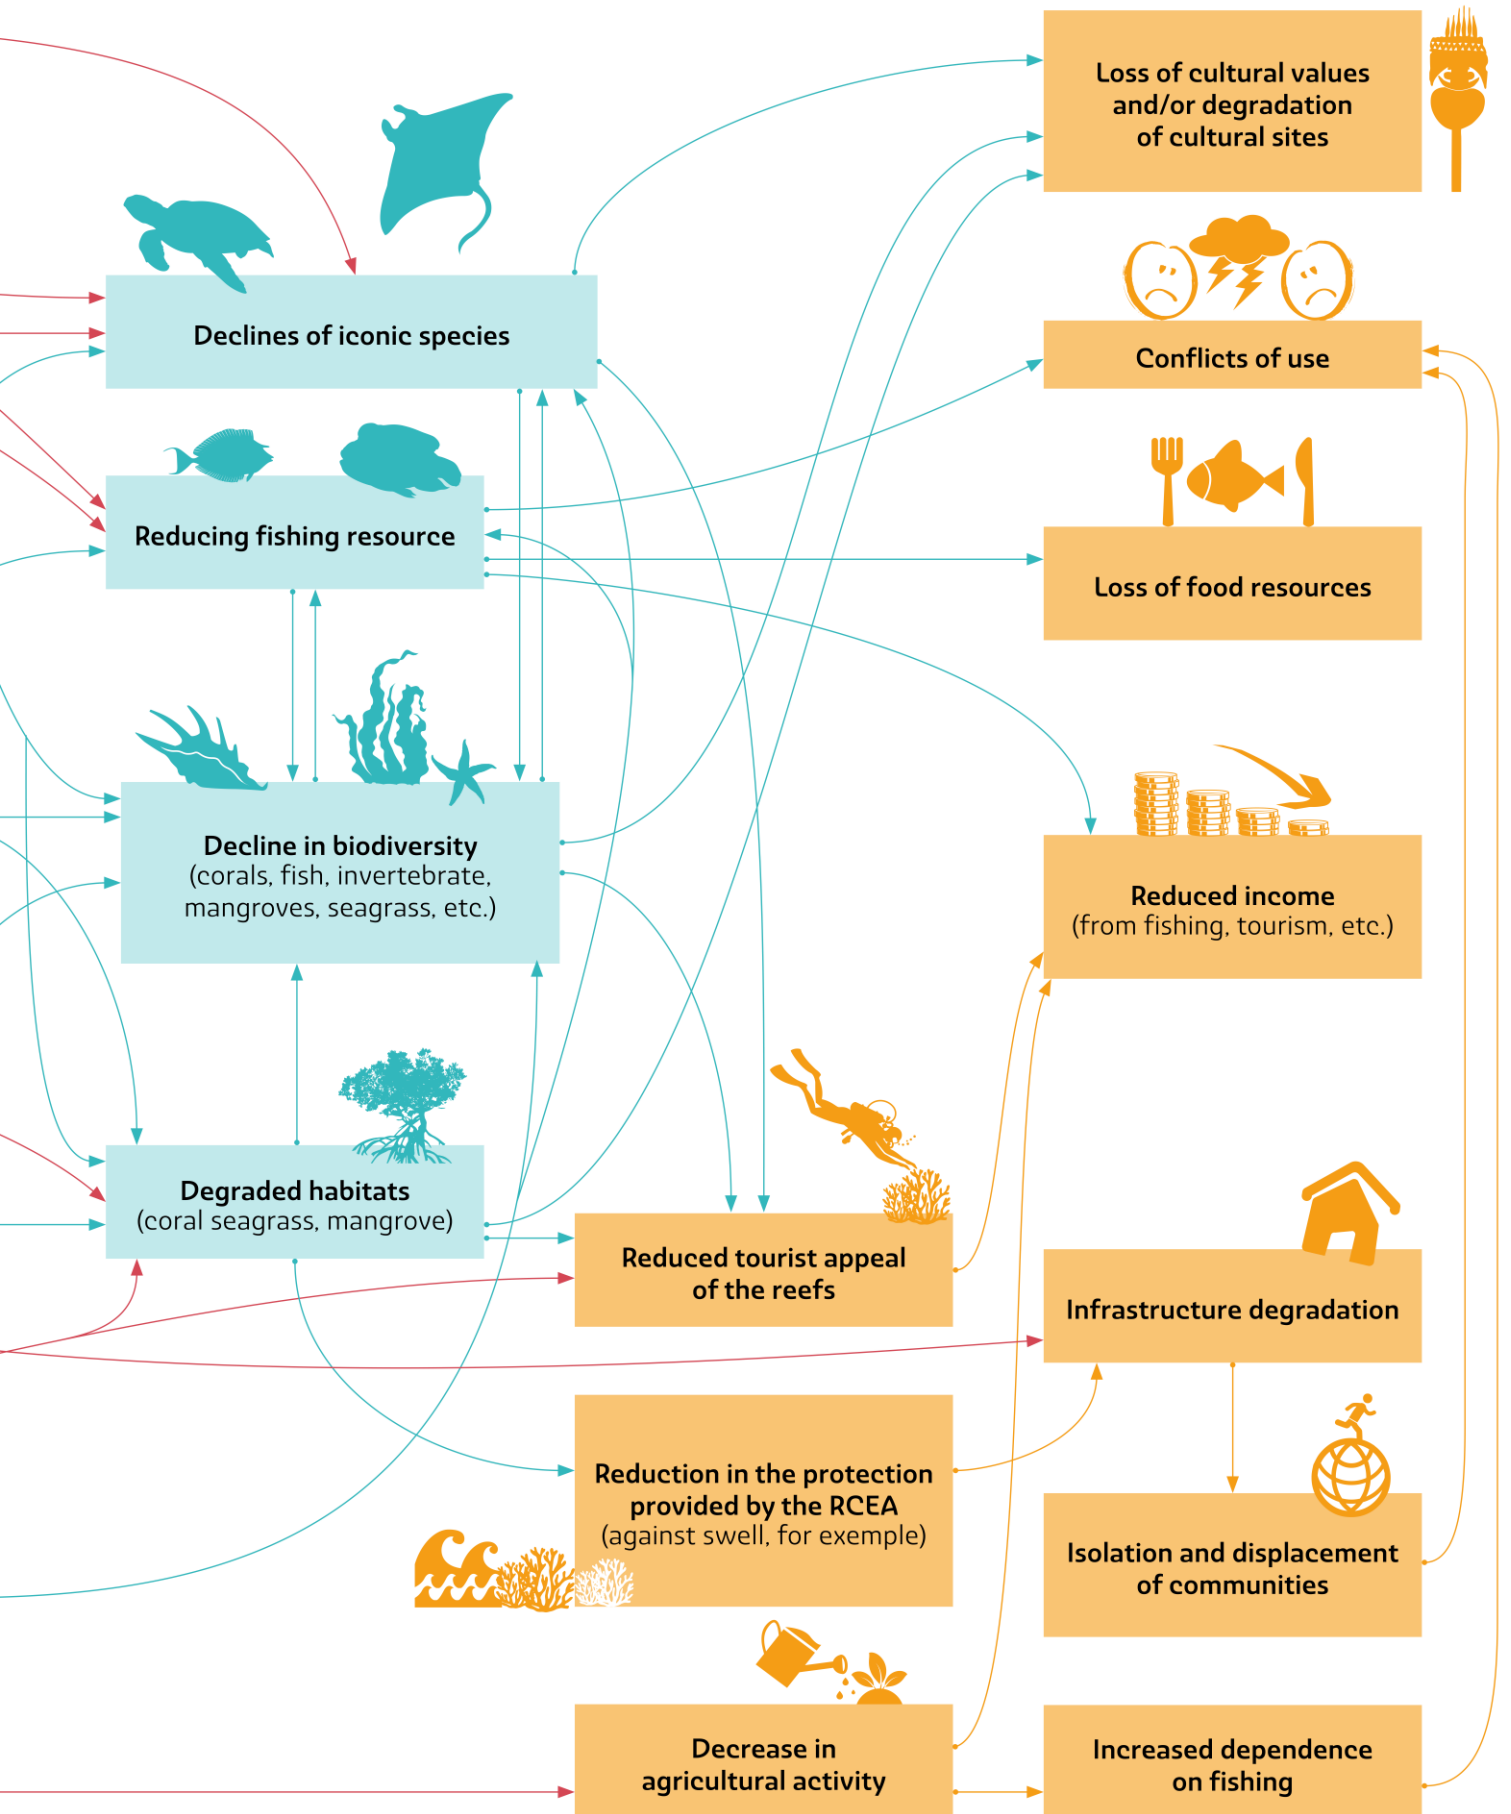 Loss of cultural values
and/or degradation
of cultural sites
Declines of iconic species
Conflicts of use
Reducing fishing resource
Loss of food resources
Decline in biodiversity
(corals, fish, invertebrate,
mangroves, seagrass, etc.)
Reduced income
(from fishing, tourism, etc.)
Degraded habitats
(coral seagrass, mangrove)
Reduced tourist appeal
of the reefs
Infrastructure degradation
Reduction in the protection
provided by the RCEA
(against swell, for exemple)
Isolation and displacement
of communities
Decrease in
agricultural activity
Increased dependence
on fishing